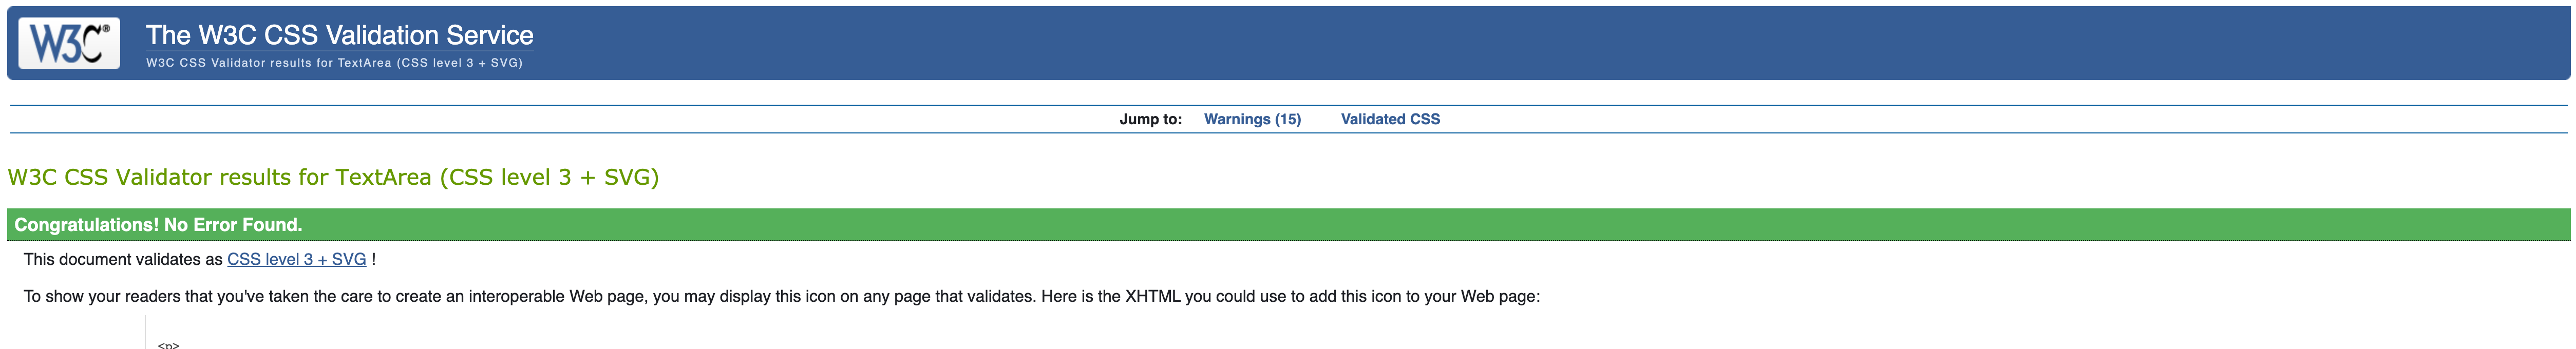 W3C®
The W3C CSS Validation Service
W3C CSS Validator results for TextArea (CSS level 3 + SVG)
Jump to: Warnings (15) Validated CSS
W3C CSS Validator results for TextArea (CSS level 3 + SVG)
Congratulations! No Error Found.
This document validates as CSS level 3 + SVG !
To show your readers that you've taken the care to create an interoperable Web page, you may display this icon on any page that validates. Here is the XHTML you could use to add this icon to your Web page:
<p>